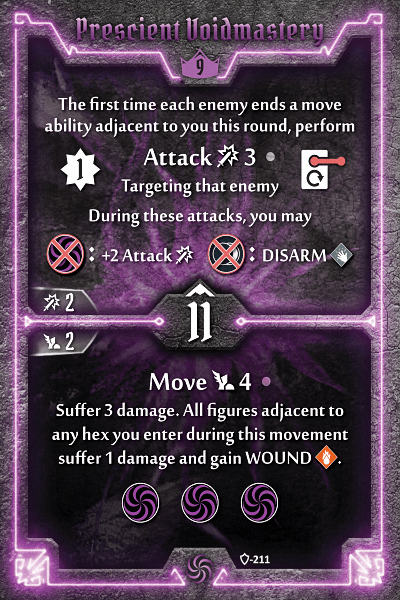 Prescient Voidmastery
9
The first time each enemy ends a move
ability adjacent to you this round, perform
1
Attack 3
Targeting that enemy
During these attacks, you may
: +2 Attack : DISARM
2
11
2
Move 4
Suffer 3 damage. All figures adjacent to
any hex you enter during this movement
suffer 1 damage and gain WOUND .
-211